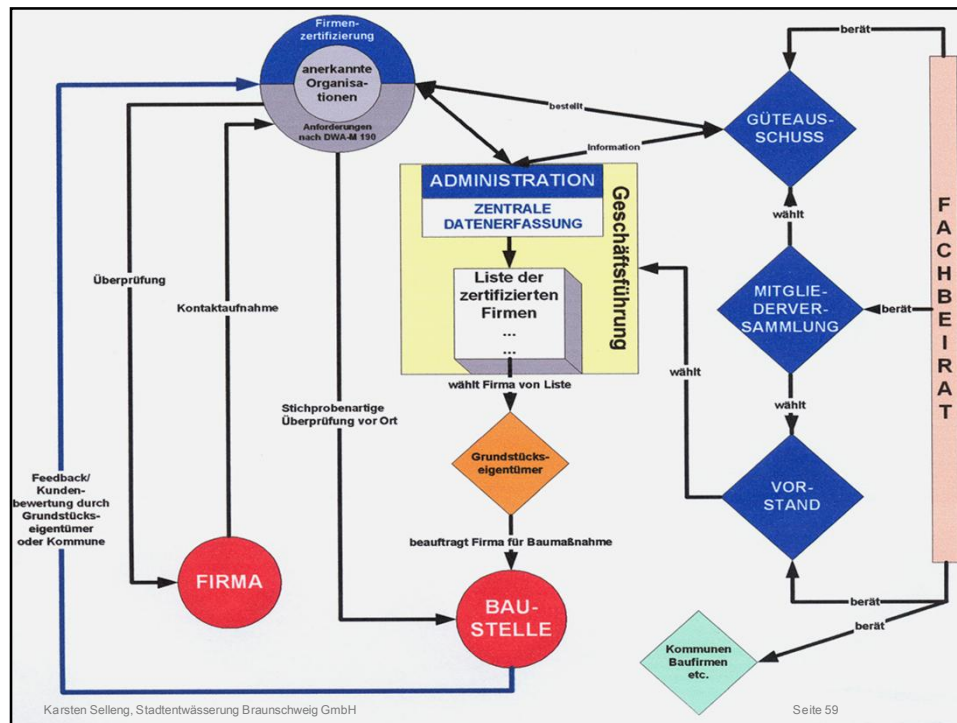 Firmen-
zertifizierung
anerkannte
Organisa-
tionen
Anforderungen
nach DWA-M 190
berät
bestellt
Information
GÜTEAUS-
SCHUSS
ADMINISTRATION
ZENTRALE
DATENERFASSUNG
Geschäftsführung
FACHBEIRAT
wählt
Überprüfung
Kontaktaufnahme
Liste der
zertifizierten
Firmen
...
...
MITGLIE-
DERVER-
SAMMLUNG
berät
wählt
wählt
wählt Firma von Liste
Stichprobenartige
Überprüfung vor Ort
Grundstücks-
eigentümer
Feedback/
Kunden-
bewertung durch
Grundstücks-
eigentümer
oder Kommune
VOR-
STAND
beauftragt Firma für Baumaßnahme
FIRMA
BAU-
STELLE
berät
berät
Kommunen
Baufirmen
etc.
Karsten Selleng, Stadtentwässerung Braunschweig GmbH
Seite 59